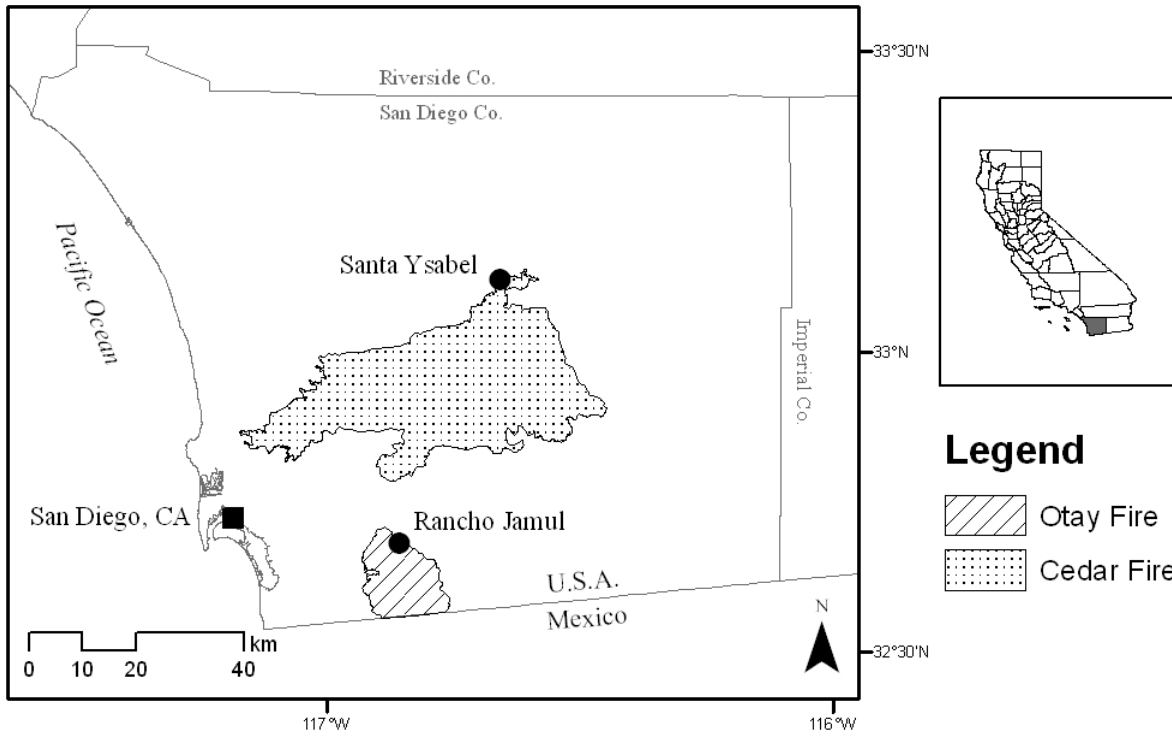 33°30'N
Riverside Co.
San Diego Co.
Pacific Ocean
Santa Ysabel
Imperial Co.
33°N
San Diego, CA
Rancho Jamul
U.S.A.
Mexico
N
km
0 10 20 40
32°30'N
117°W
116°W
Legend
Otay Fire
Cedar Fire